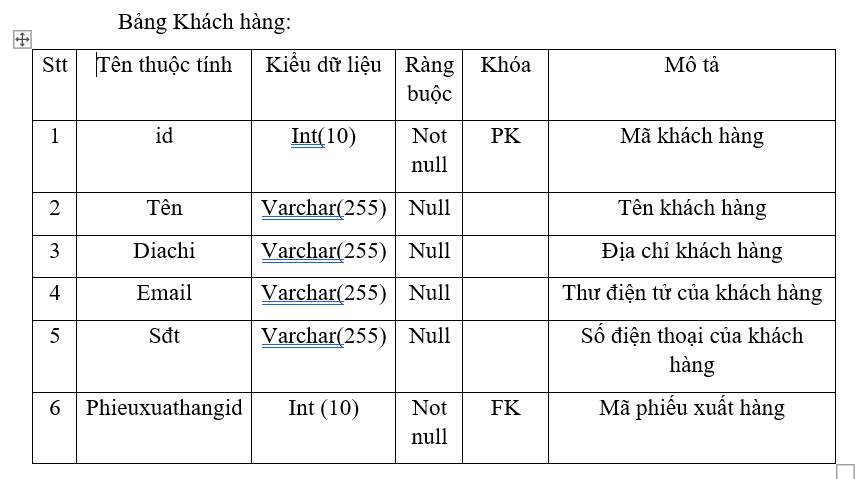 Bảng Khách hàng:
Stt Tên thuộc tính Kiểu dữ liệu Ràng buộc Khóa Mô tả
1 id Int(10) Not null PK Mã khách hàng
2 Tên Varchar(255) Null Tên khách hàng
3 Diachi Varchar(255) Null Địa chỉ khách hàng
4 Email Varchar(255) Null Thư điện tử của khách hàng
5 Sđt Varchar(255) Null Số điện thoại của khách hàng
6 Phieuxuathangid Int (10) Not null FK Mã phiếu xuất hàng